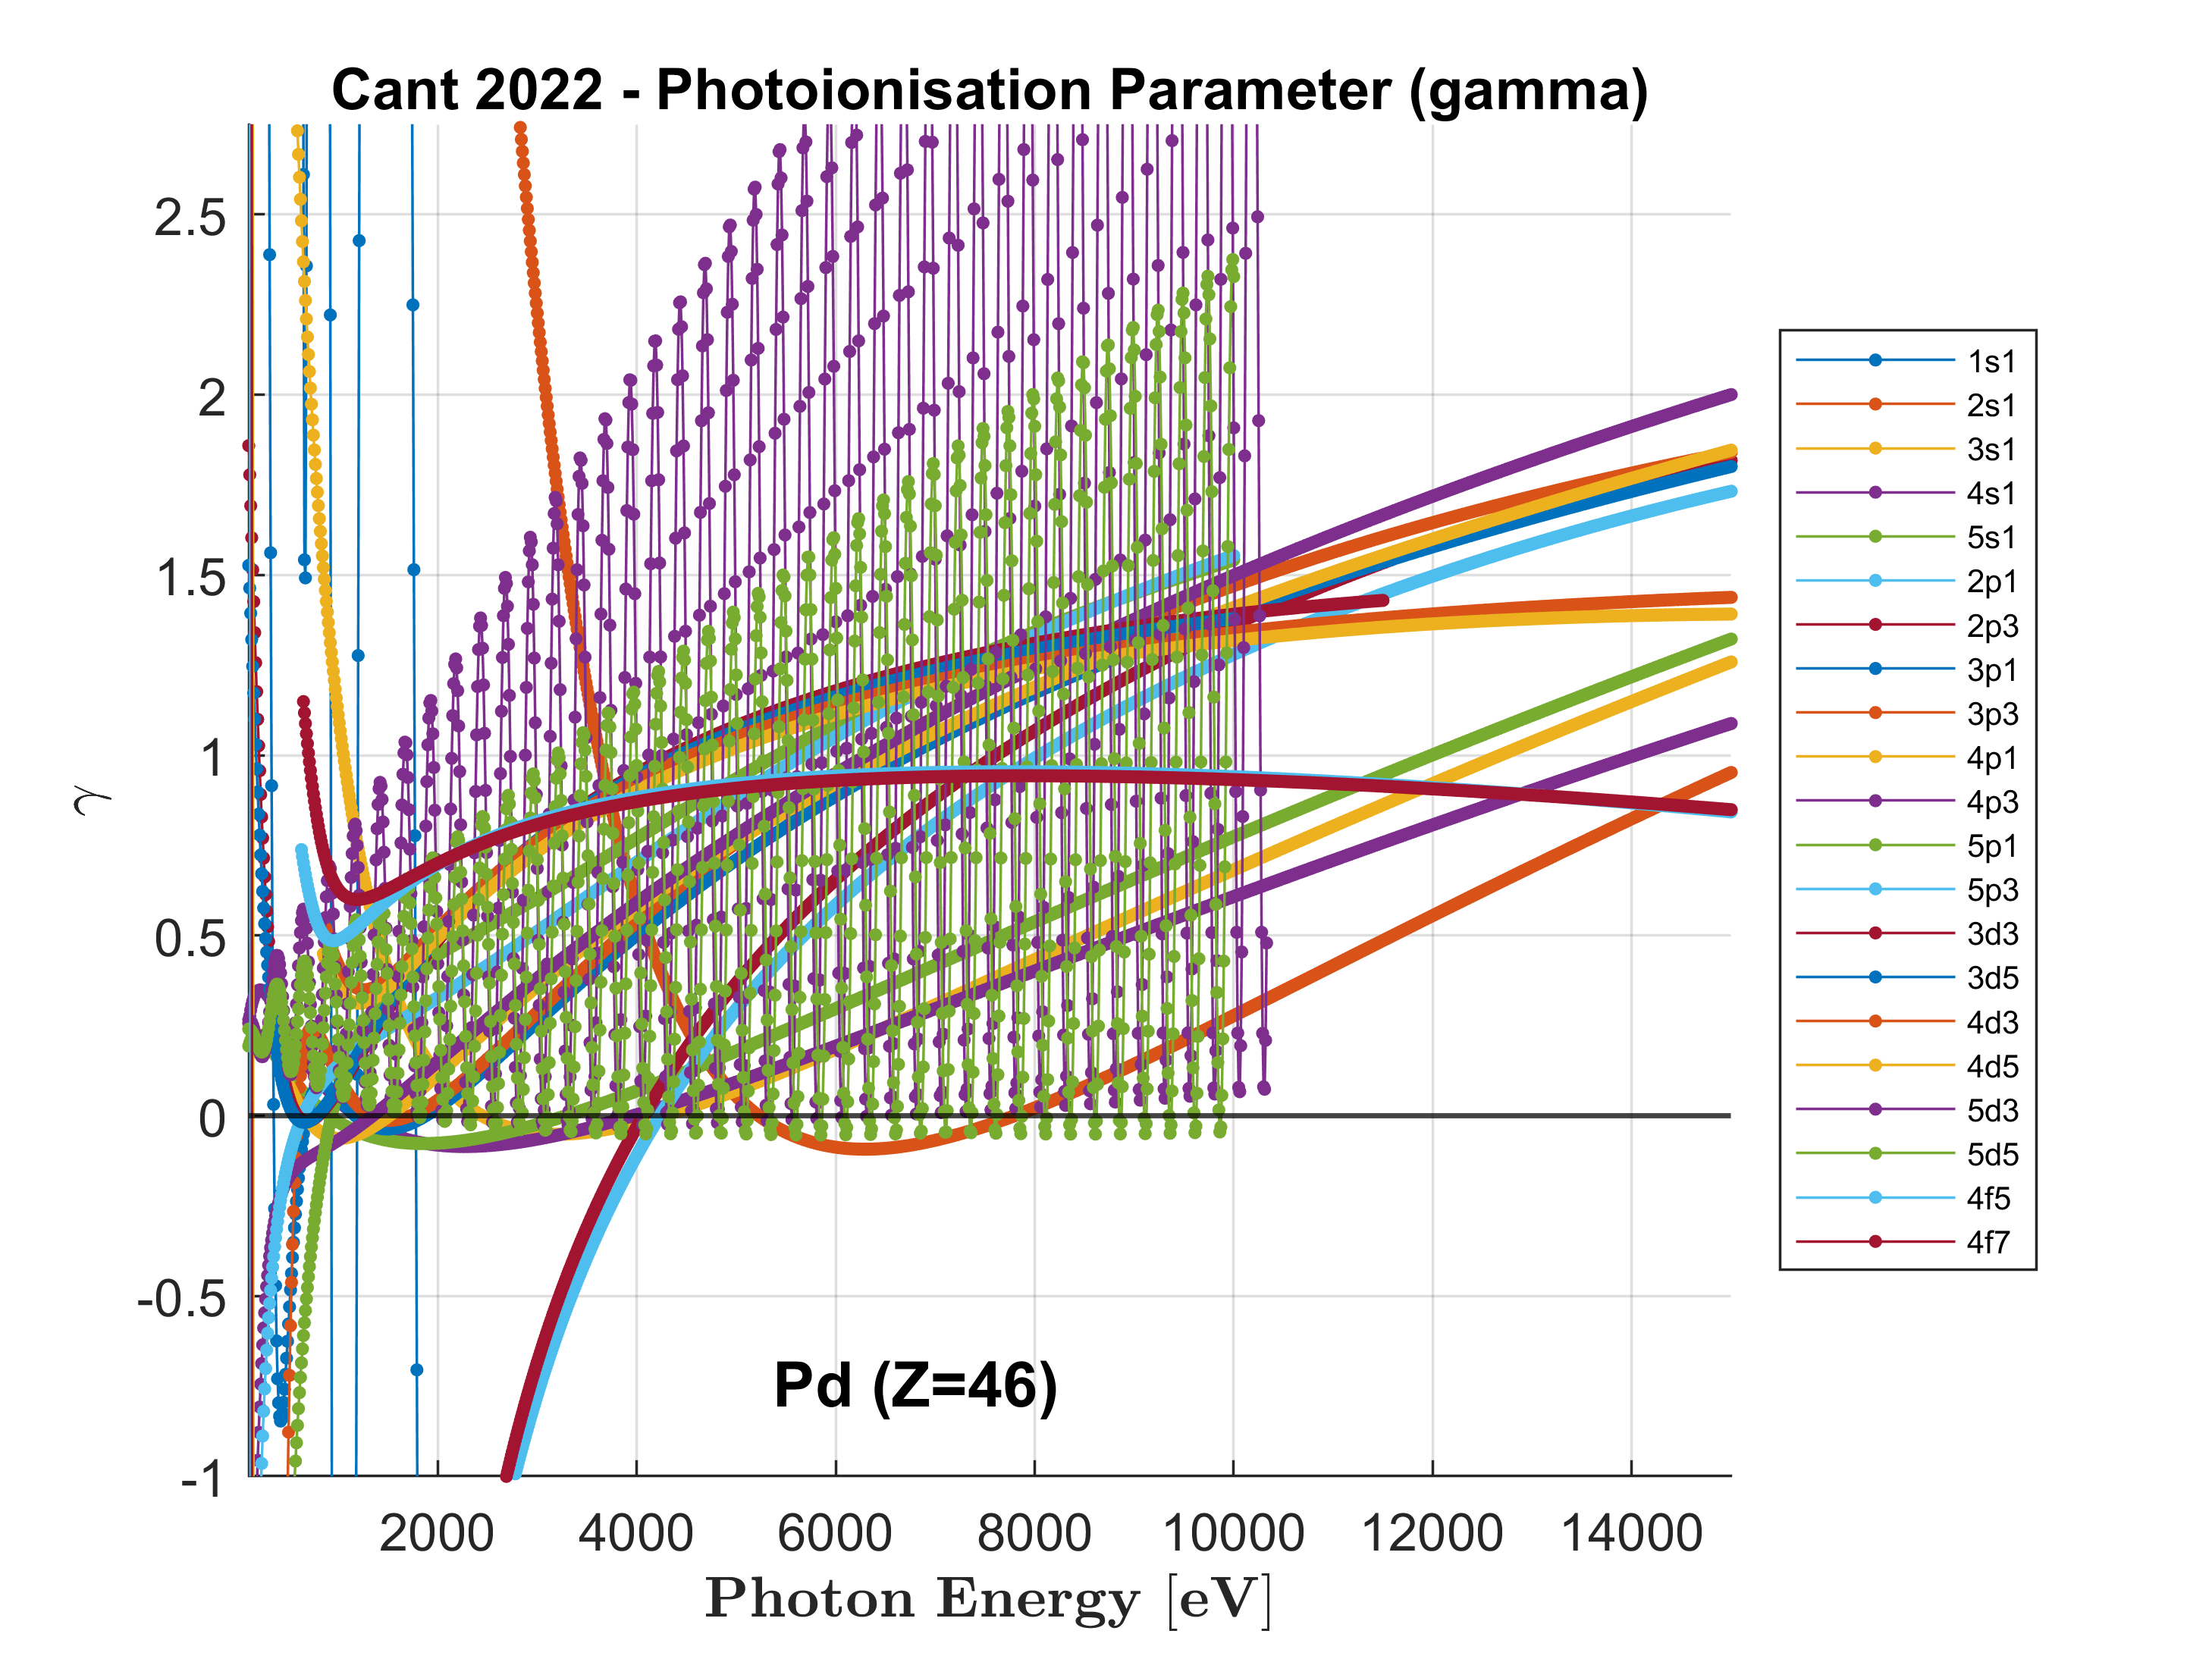 Cant 2022 - Photoionisation Parameter (gamma)
2.5
2
1.5
1
0.5
0
-0.5
-1
γ
Pd (Z=46)
2000 4000 6000 8000 10000 12000 14000
Photon Energy [eV]
1s1
2s1
3s1
4s1
5s1
2p1
2p3
3p1
3p3
4p1
4p3
5p1
5p3
3d3
3d5
4d3
4d5
5d3
5d5
4f5
4f7